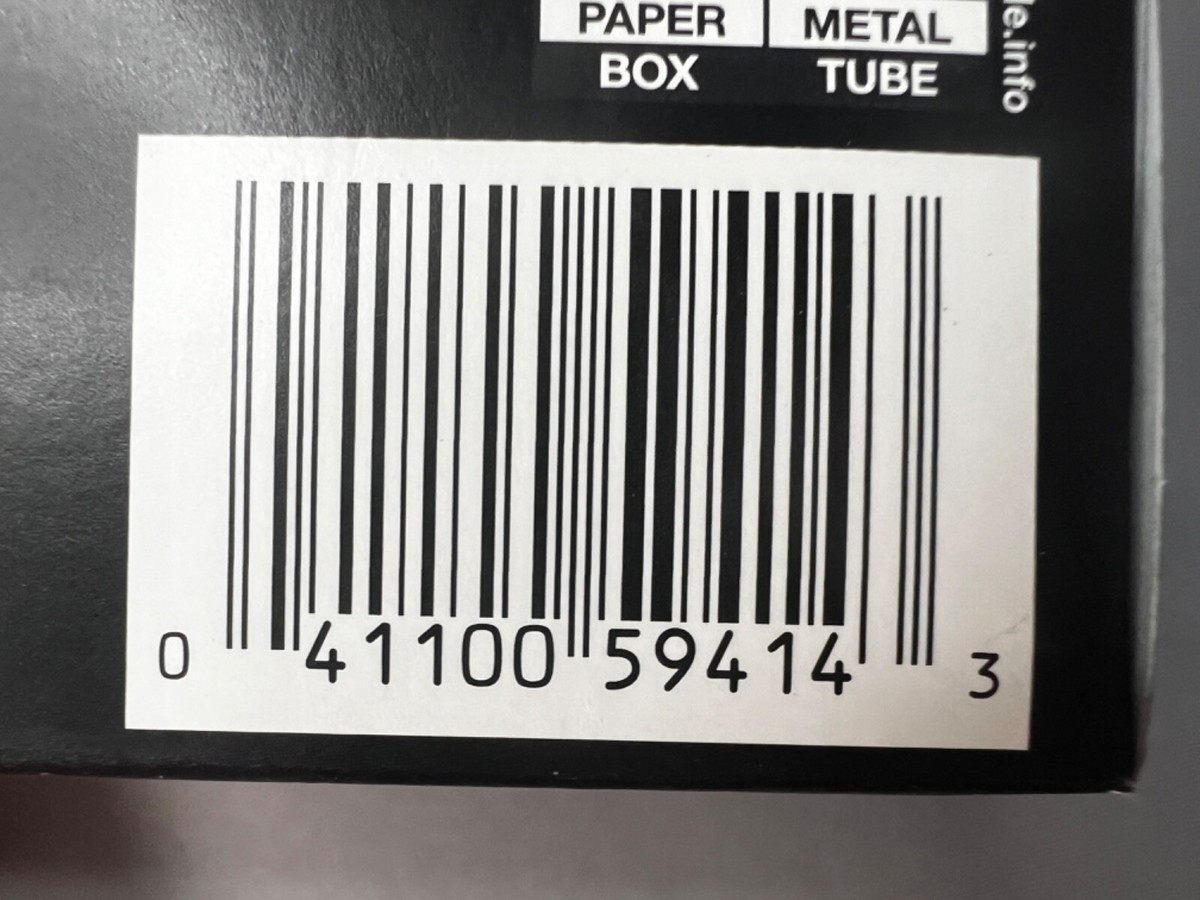 PAPER METAL
BOX TUBE
le.info
0 41100 59414 3